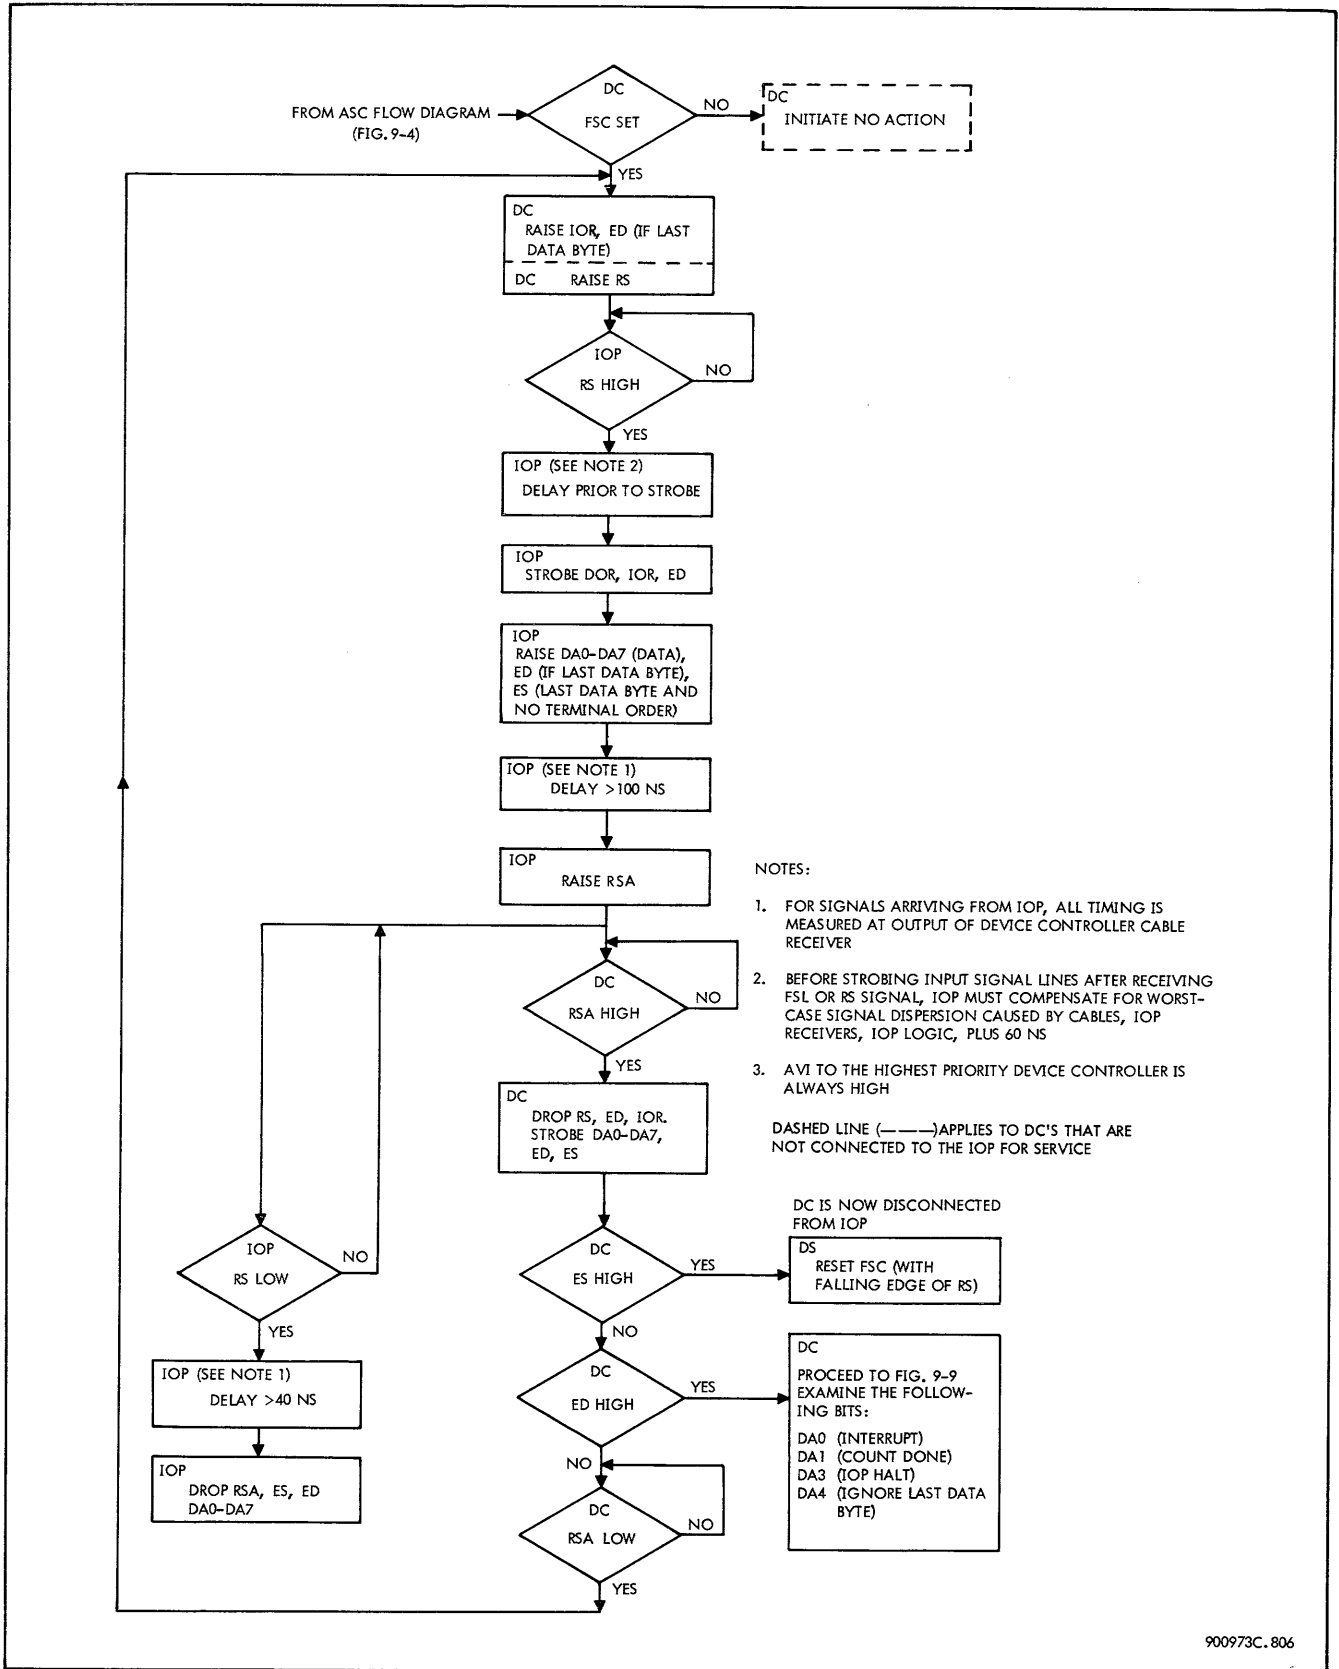 DC
FSC SET
FROM ASC FLOW DIAGRAM
(FIG. 9-4)
NO
DC
INITIATE NO ACTION
YES
DC
RAISE IOR, ED (IF LAST
DATA BYTE)
DC RAISE RS
IOP
RS HIGH
NO
YES
IOP (SEE NOTE 2)
DELAY PRIOR TO STROBE
IOP
STROBE DOR, IOR, ED
IOP
RAISE DA0-DA7 (DATA),
ED (IF LAST DATA BYTE),
ES (LAST DATA BYTE AND
NO TERMINAL ORDER)
IOP (SEE NOTE 1)
DELAY >100 NS
IOP
RAISE RSA
DC
RSA HIGH
NO
YES
DC
DROP RS, ED, IOR.
STROBE DA0-DA7,
ED, ES
NOTES:
1. FOR SIGNALS ARRIVING FROM IOP, ALL TIMING IS
MEASURED AT OUTPUT OF DEVICE CONTROLLER CABLE
RECEIVER
2. BEFORE STROBING INPUT SIGNAL LINES AFTER RECEIVING
FSL OR RS SIGNAL, IOP MUST COMPENSATE FOR WORST-
CASE SIGNAL DISPERSION CAUSED BY CABLES, IOP
RECEIVERS, IOP LOGIC, PLUS 60 NS
3. AVI TO THE HIGHEST PRIORITY DEVICE CONTROLLER IS
ALWAYS HIGH
DASHED LINE (— — —) APPLIES TO DC'S THAT ARE
NOT CONNECTED TO THE IOP FOR SERVICE
IOP
RS LOW
NO
YES
IOP (SEE NOTE 1)
DELAY >40 NS
IOP
DROP RSA, ES, ED
DA0-DA7
DC
ES HIGH
YES
NO
DC IS NOW DISCONNECTED
FROM IOP
DS
RESET FSC (WITH
FALLING EDGE OF RS)
DC
ED HIGH
YES
NO
DC
PROCEED TO FIG. 9-9
EXAMINE THE FOLLOW-
ING BITS:
DA0 (INTERRUPT)
DA1 (COUNT DONE)
DA3 (IOP HALT)
DA4 (IGNORE LAST DATA
BYTE)
DC
RSA LOW
NO
YES
900973C.806